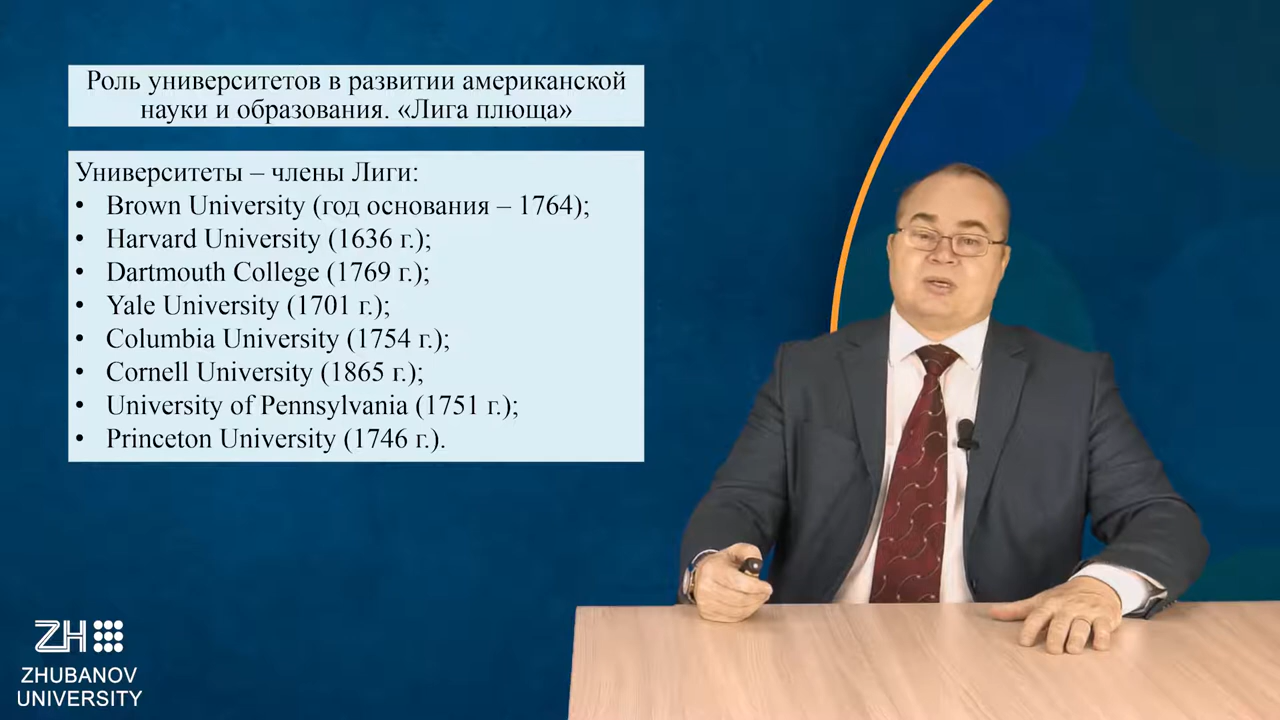 Роль университетов в развитии американской
науки и образования. «Лига плюща»
Университеты – члены Лиги:
• Brown University (год основания – 1764);
• Harvard University (1636 г.);
• Dartmouth College (1769 г.);
• Yale University (1701 г.);
• Columbia University (1754 г.);
• Cornell University (1865 г.);
• University of Pennsylvania (1751 г.);
• Princeton University (1746 г.).
ZH
ZHUBANOV
UNIVERSITY